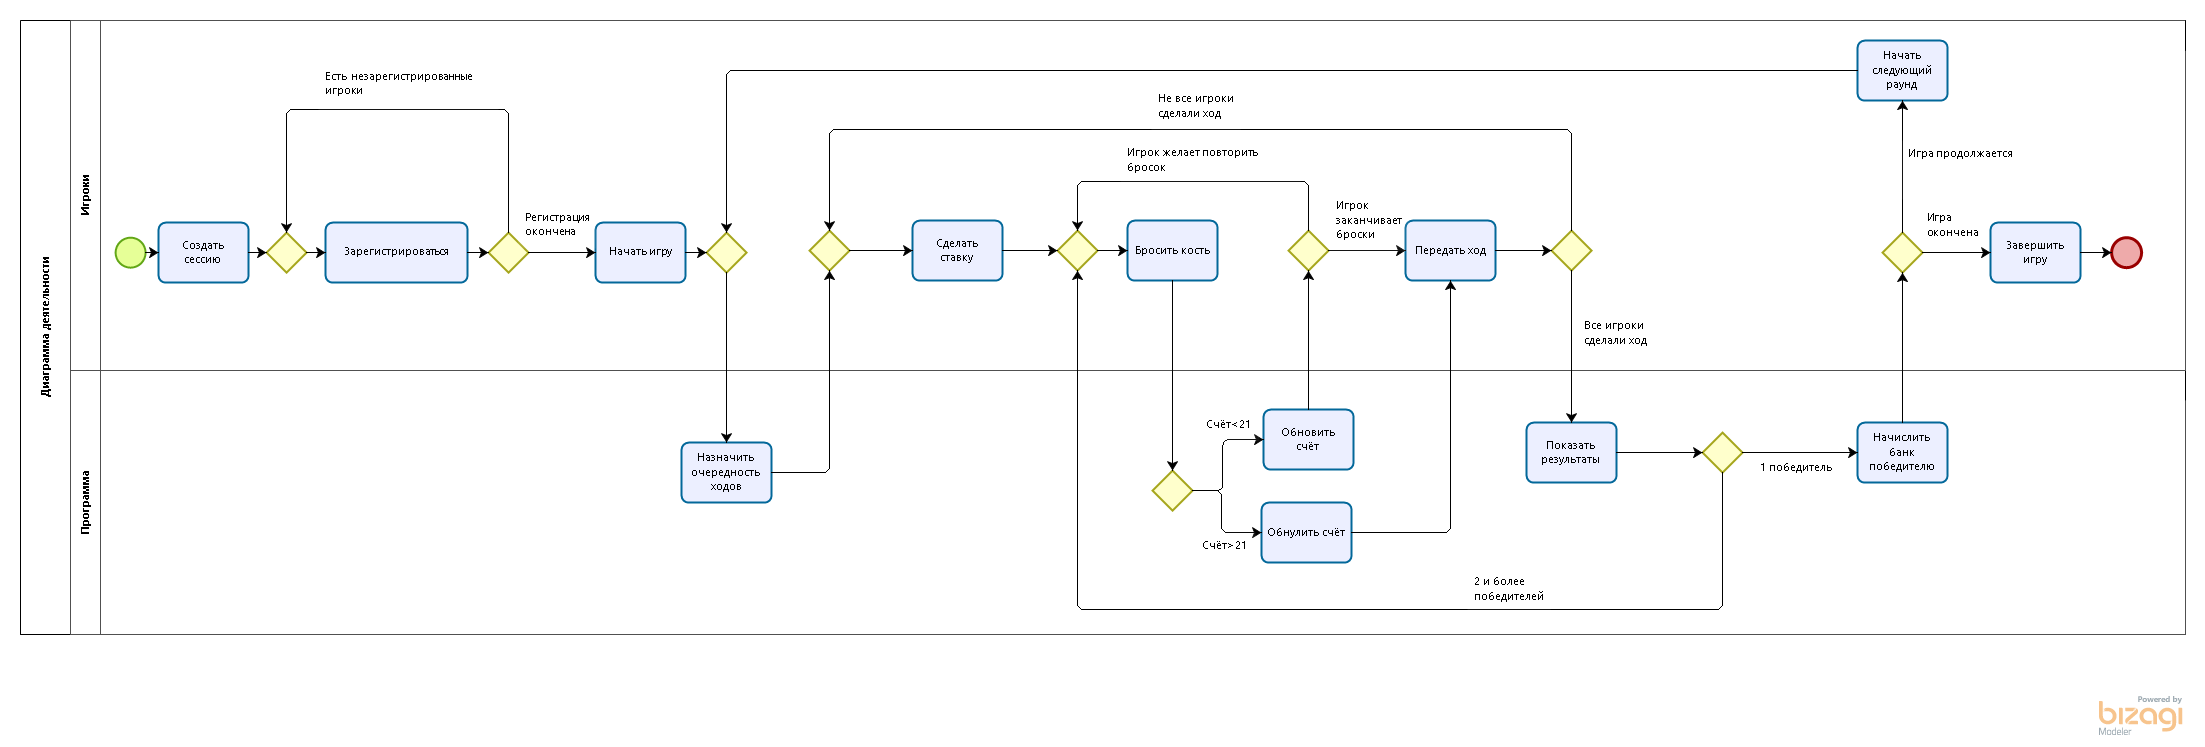 Диаграмма деятельности
Игроки
Программа
Начать
следующий
раунд
Есть незарегистрированные
игроки
Не все игроки
сделали ход
Игрок желает повторить
бросок
Игра продолжается
Регистрация
окончена
Игрок
заканчивает
броски
Игра
окончена
Создать
сессию
Зарегистрироваться
Начать игру
Сделать
ставку
Бросить кость
Передать ход
Завершить
игру
Все игроки
сделали ход
Назначить
очередность
ходов
Счёт<21
Обновить
счёт
Показать
результаты
1 победитель
Начислить
банк
победителю
Обнулить счёт
Счёт>21
2 и более
победителей
Powered by
bizagi
Modeler